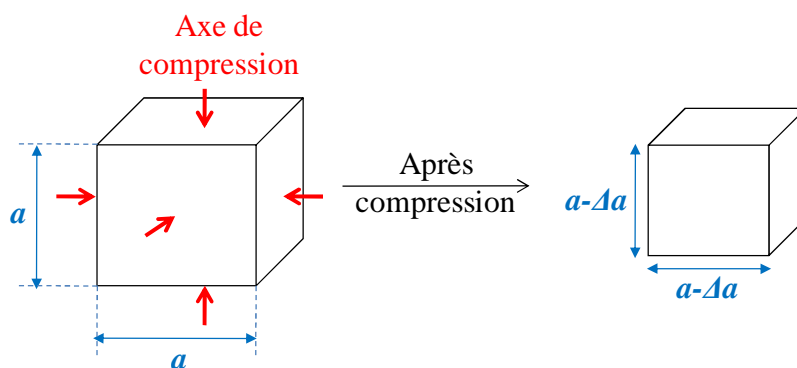 Axe de
compression
a
a
Après
compression
a-Δa
a-Δa